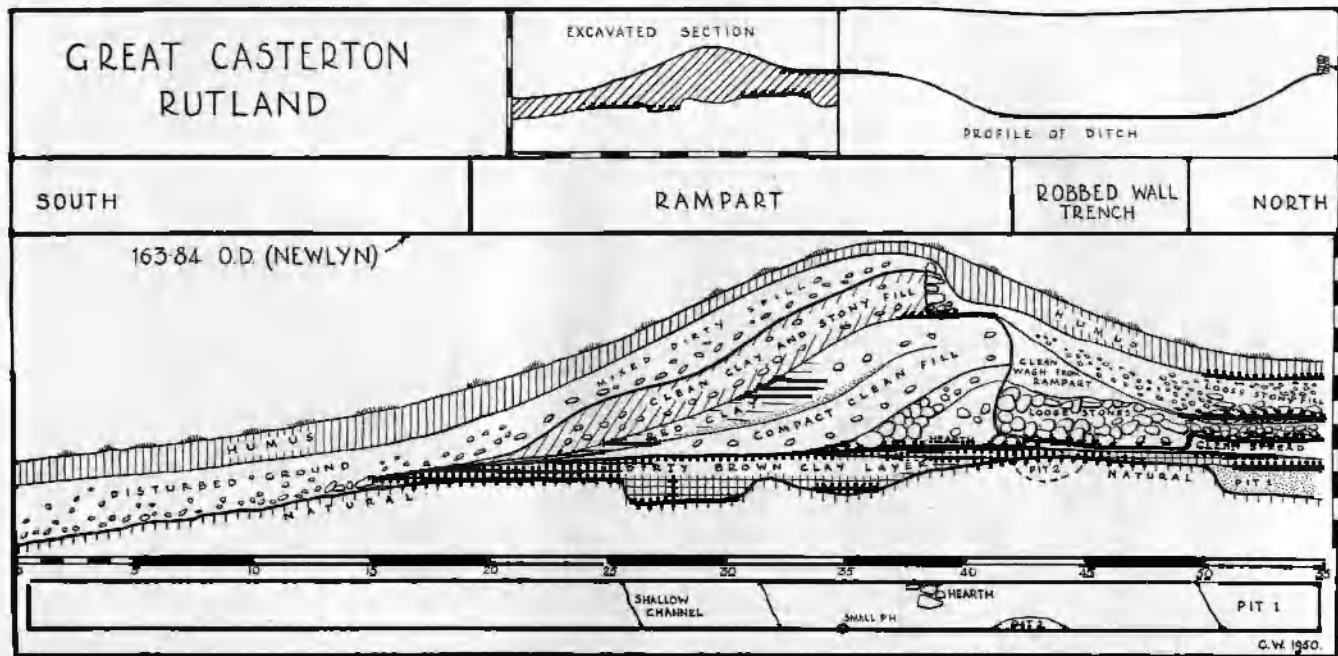 GREAT CASTERTON
RUTLAND
EXCAVATED SECTION
PROFILE OF DITCH
SOUTH
RAMPART
ROBBED WALL
TRENCH
NORTH
163·84 O.D. (NEWLYN)
HUMUS
MIXED DIRTY SPILL
CLEAN CLAY AND STONY FILL
RED CLAY
COMPACT CLEAN FILL
HUMUS
CLEAN
WASH FROM
RAMPART
LOOSE STONES
LOOSE STONY FILL
HEARTH
DISTURBED GROUND
DIRTY BROWN CLAY LAYER
NATURAL
PIT 2
NATURAL
PIT 1
5 10 15 20 25 30 35 40 45 50 55
SHALLOW
CHANNEL
SMALL PH
HEARTH
PIT 2
PIT 1
C.W. 1950.